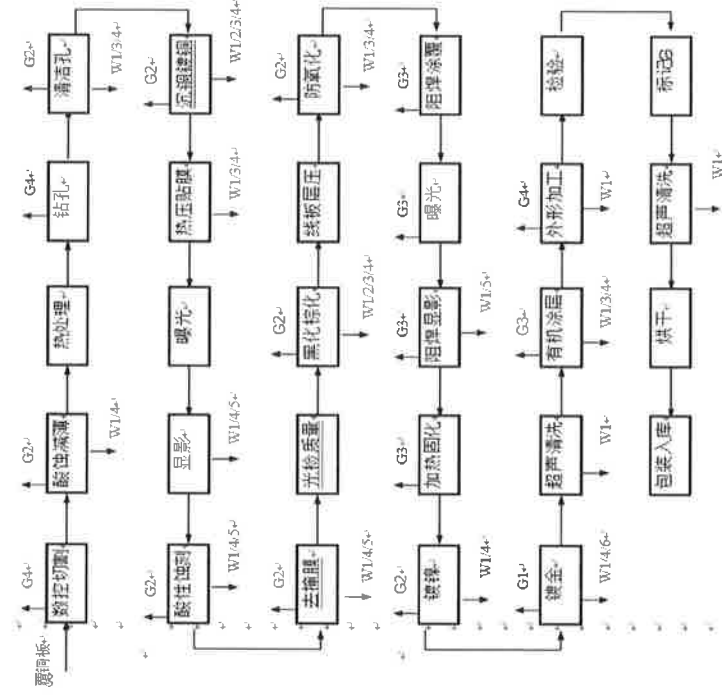 G4
G2
G4
G2
覆铜板
数控切割
酸蚀减薄
热处理
钻孔
清洁孔
W1/4
W1/3/4
G2
G2
酸性蚀刻
显影
曝光
热压贴膜
沉铜镀铜
W1/4/5
W1/4/5
W1/3/4
W1/2/3/4
G2
G2
G2
去掩膜
光检质量
黑化棕化
线板层压
防氧化
W1/4/5
W1/2/3/4
W1/3/4
G2
G3
G3
G3
G3
镀镍
加热固化
阻焊显影
曝光
阻焊涂覆
W1/4
W1/5
G1
G3
G4
镀金
超声清洗
有机涂层
外形加工
检验
W1/4/6
W1
W1/3/4
W1
包装入库
烘干
超声清洗
标记
W1